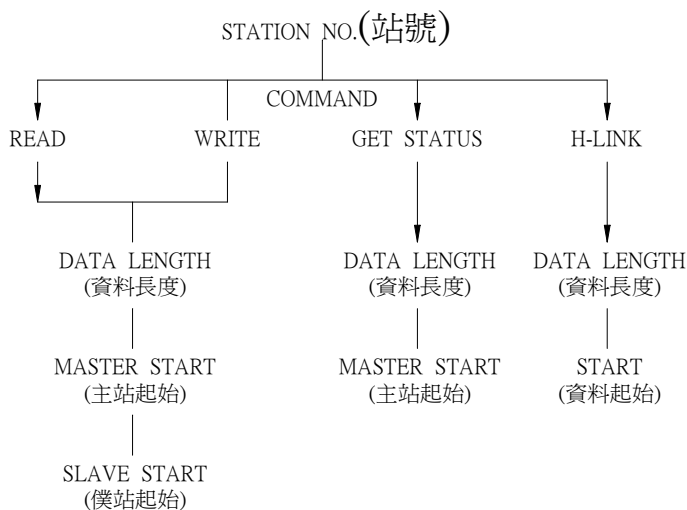 STATION NO.(站號)
COMMAND
READ WRITE GET STATUS H-LINK
DATA LENGTH DATA LENGTH DATA LENGTH
(資料長度) (資料長度) (資料長度)
MASTER START MASTER START START
(主站起始) (主站起始) (資料起始)
SLAVE START
(僕站起始)